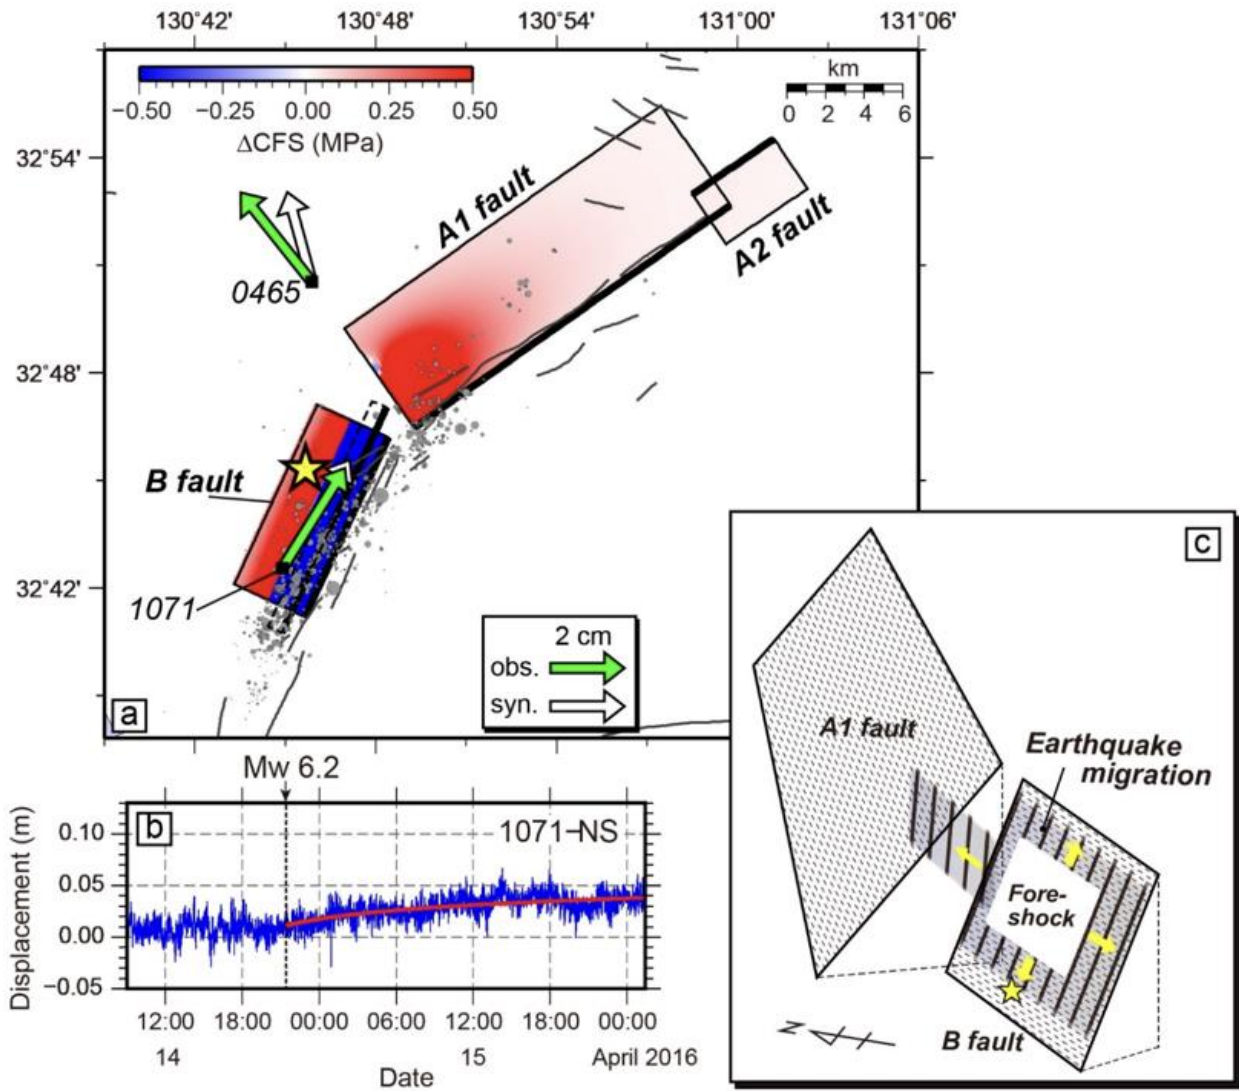 130˚42' 130˚48' 130˚54' 131˚00' 131˚06'
−0.50 −0.25 0.00 0.25 0.50
ΔCFS (MPa)
km
0 2 4 6
32˚54'
32˚48'
32˚42'
A1 fault
A2 fault
0465
B fault
1071
2 cm
obs.
syn.
a
Mw 6.2
b
1071−NS
Displacement (m)
0.10
0.05
0.00
−0.05
12:00 18:00 00:00 06:00 12:00 18:00 00:00
14 15 April 2016
Date
c
A1 fault
Earthquake
migration
Fore-
shock
B fault
N